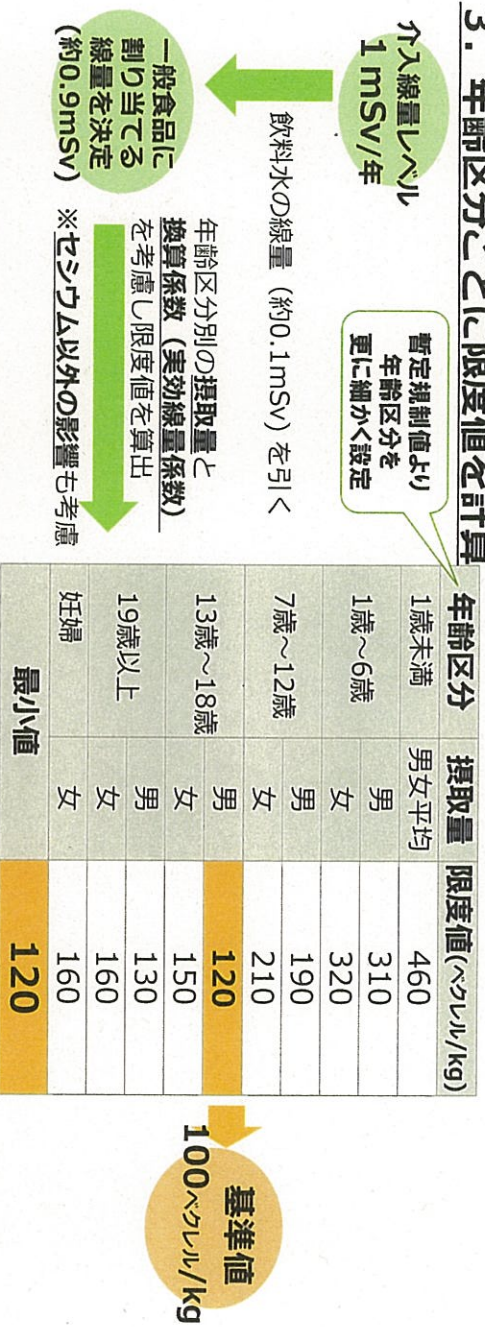 3．年齢区分ごとに限度値を計算
介入線量レベル
1 mSv/年
飲料水の線量（約0.1mSv）を引く
一般食品に
割り当てる
線量を決定
(約0.9mSv)
年齢区分別の摂取量と
換算係数（実効線量係数）
を考慮し限度値を算出
※セシウム以外の影響も考慮
暫定規制値より
年齢区分を
更に細かく設定
年齢区分 摂取量 限度値(ベクレル/kg)
1歳未満 男女平均 460
1歳～6歳 男 310
女 320
7歳～12歳 男 190
女 210
13歳～18歳 男 120
女 150
19歳以上 男 130
女 160
妊婦 女 160
最小値 120
基準値
100ベクレル/kg